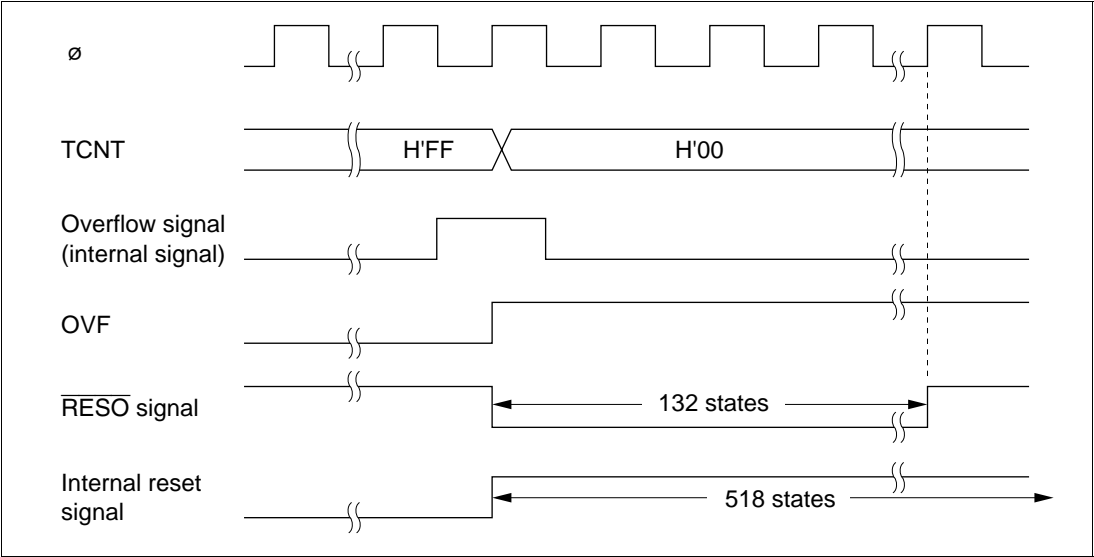 ø
TCNT
H'FF
H'00
Overflow signal
(internal signal)
OVF
RESO signal
132 states
Internal reset
signal
518 states